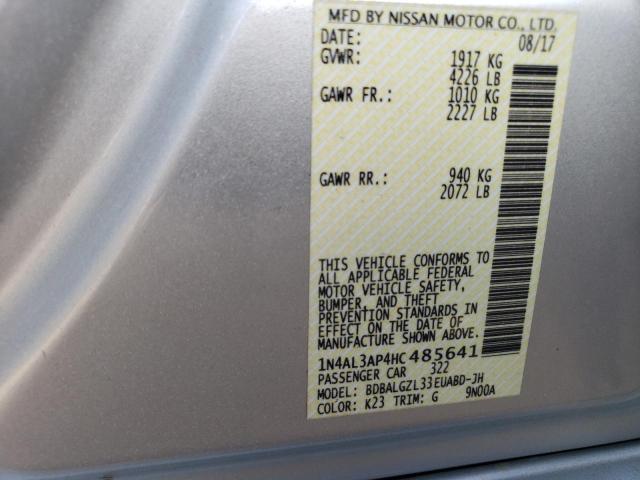 MFD BY NISSAN MOTOR CO., LTD.
DATE: 08/17
GVWR: 1917 KG
4226 LB
GAWR FR.: 1010 KG
2227 LB
GAWR RR.: 940 KG
2072 LB
THIS VEHICLE CONFORMS TO
ALL APPLICABLE FEDERAL
MOTOR VEHICLE SAFETY,
BUMPER, AND THEFT
PREVENTION STANDARDS IN
EFFECT ON THE DATE OF
MANUFACTURE SHOWN ABOVE.
1N4AL3AP4HC485641
PASSENGER CAR 322
MODEL: BDBALGZL33EUABD-JH
COLOR: K23 TRIM: G 9N00A